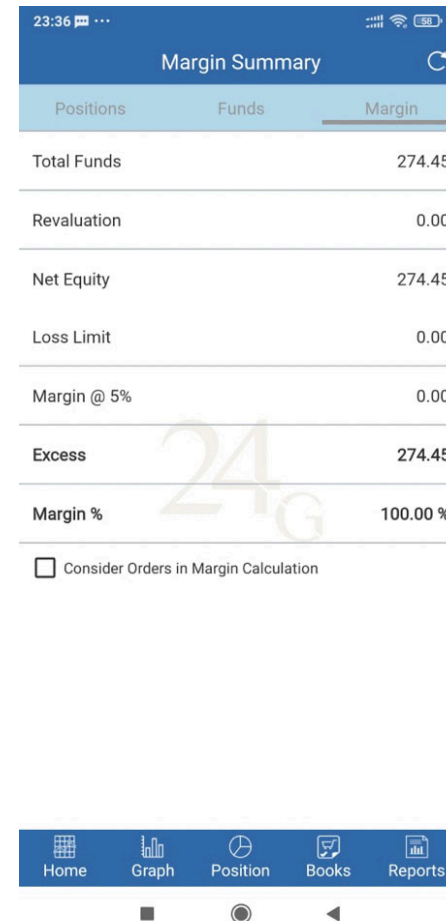 23:36 ··· 58
Margin Summary
Positions Funds Margin
Total Funds 274.45
Revaluation 0.00
Net Equity 274.45
Loss Limit 0.00
Margin @ 5% 0.00
Excess 274.45
Margin % 100.00 %
24G
Consider Orders in Margin Calculation
Home Graph Position Books Reports